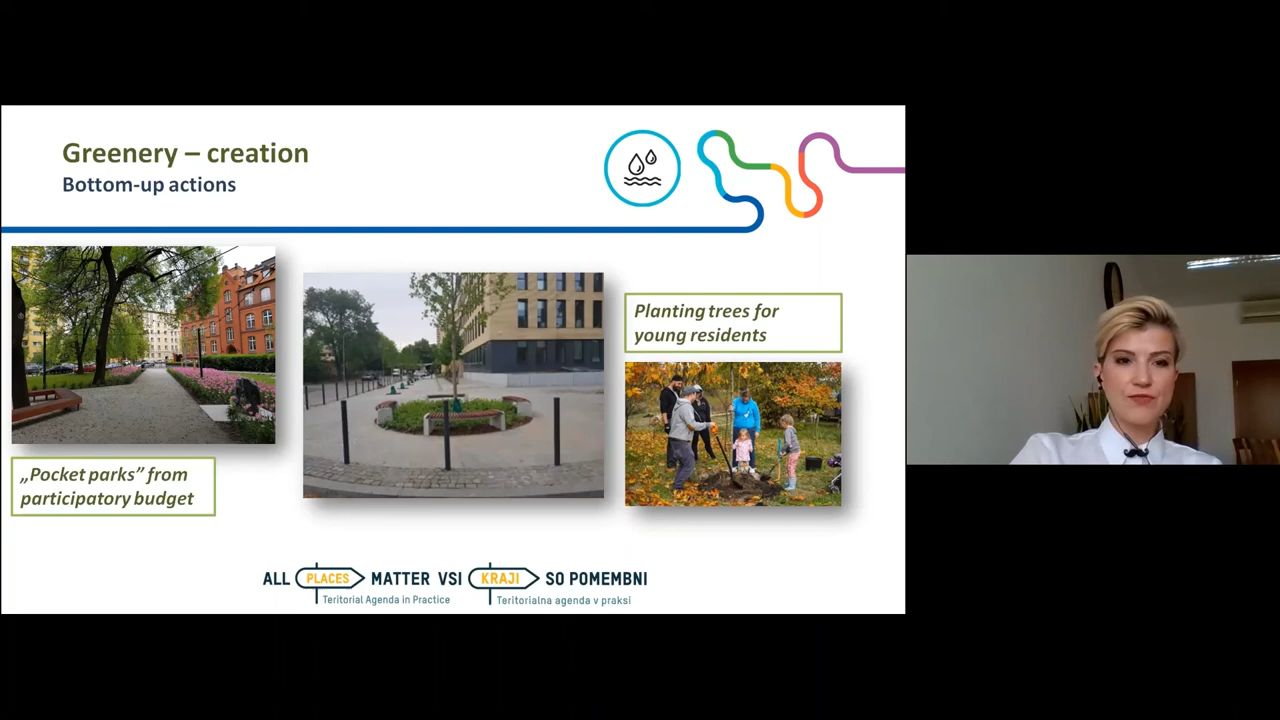 Greenery – creation
Bottom-up actions
Planting trees for
young residents
„Pocket parks” from
participatory budget
ALL PLACES MATTER VSI KRAJI SO POMEMBNI
Teritorial Agenda in Practice Teritorialna agenda v praksi